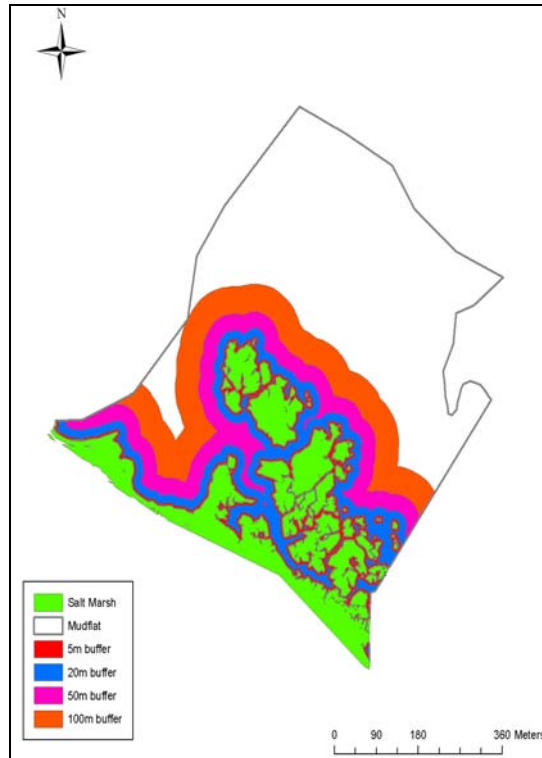 N
Salt Marsh
Mudflat
5m buffer
20m buffer
50m buffer
100m buffer
0 90 180 360 Meters